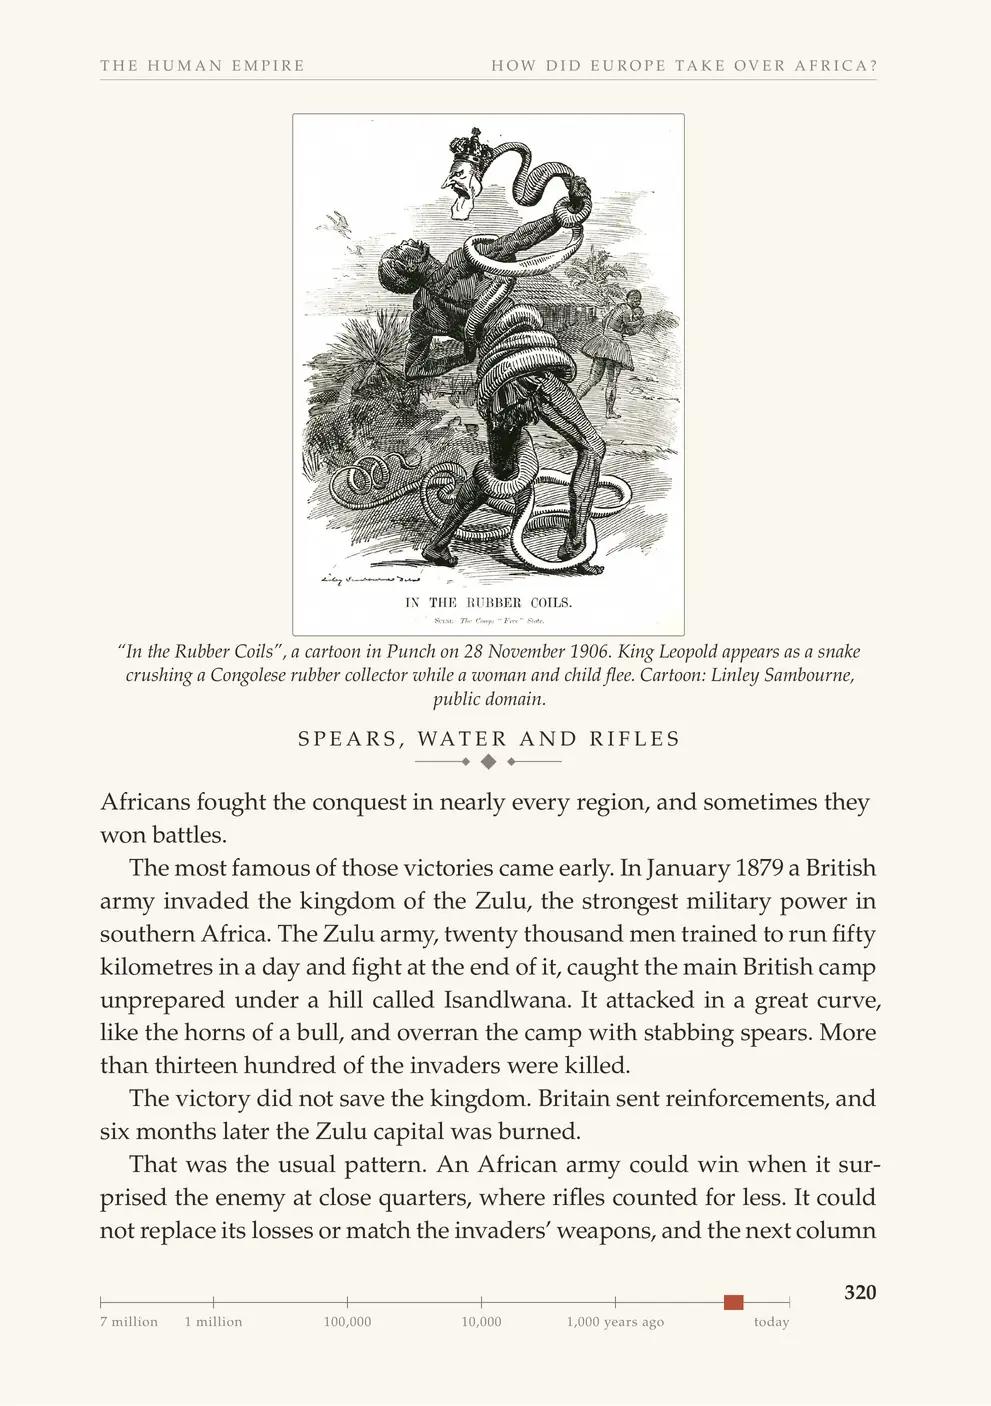 THE HUMAN EMPIRE
HOW DID EUROPE TAKE OVER AFRICA?
Linley Sambourne Delt
IN THE RUBBER COILS.
Scene—The Congo "Free" State.
“In the Rubber Coils”, a cartoon in Punch on 28 November 1906. King Leopold appears as a snake
crushing a Congolese rubber collector while a woman and child flee. Cartoon: Linley Sambourne,
public domain.
SPEARS, WATER AND RIFLES
Africans fought the conquest in nearly every region, and sometimes they
won battles.
The most famous of those victories came early. In January 1879 a British
army invaded the kingdom of the Zulu, the strongest military power in
southern Africa. The Zulu army, twenty thousand men trained to run fifty
kilometres in a day and fight at the end of it, caught the main British camp
unprepared under a hill called Isandlwana. It attacked in a great curve,
like the horns of a bull, and overran the camp with stabbing spears. More
than thirteen hundred of the invaders were killed.
The victory did not save the kingdom. Britain sent reinforcements, and
six months later the Zulu capital was burned.
That was the usual pattern. An African army could win when it sur-
prised the enemy at close quarters, where rifles counted for less. It could
not replace its losses or match the invaders’ weapons, and the next column
320
7 million
1 million
100,000
10,000
1,000 years ago
today